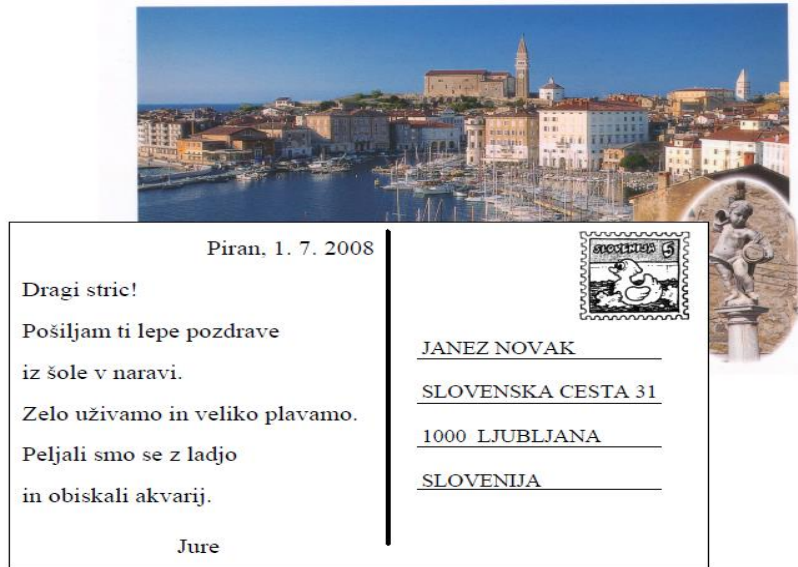 Piran, 1. 7. 2008
Dragi stric!
Pošiljam ti lepe pozdrave
iz šole v naravi.
Zelo uživamo in veliko plavamo.
Peljali smo se z ladjo
in obiskali akvarij.
Jure
SLOVENIJA 5
JANEZ NOVAK
SLOVENSKA CESTA 31
1000 LJUBLJANA
SLOVENIJA